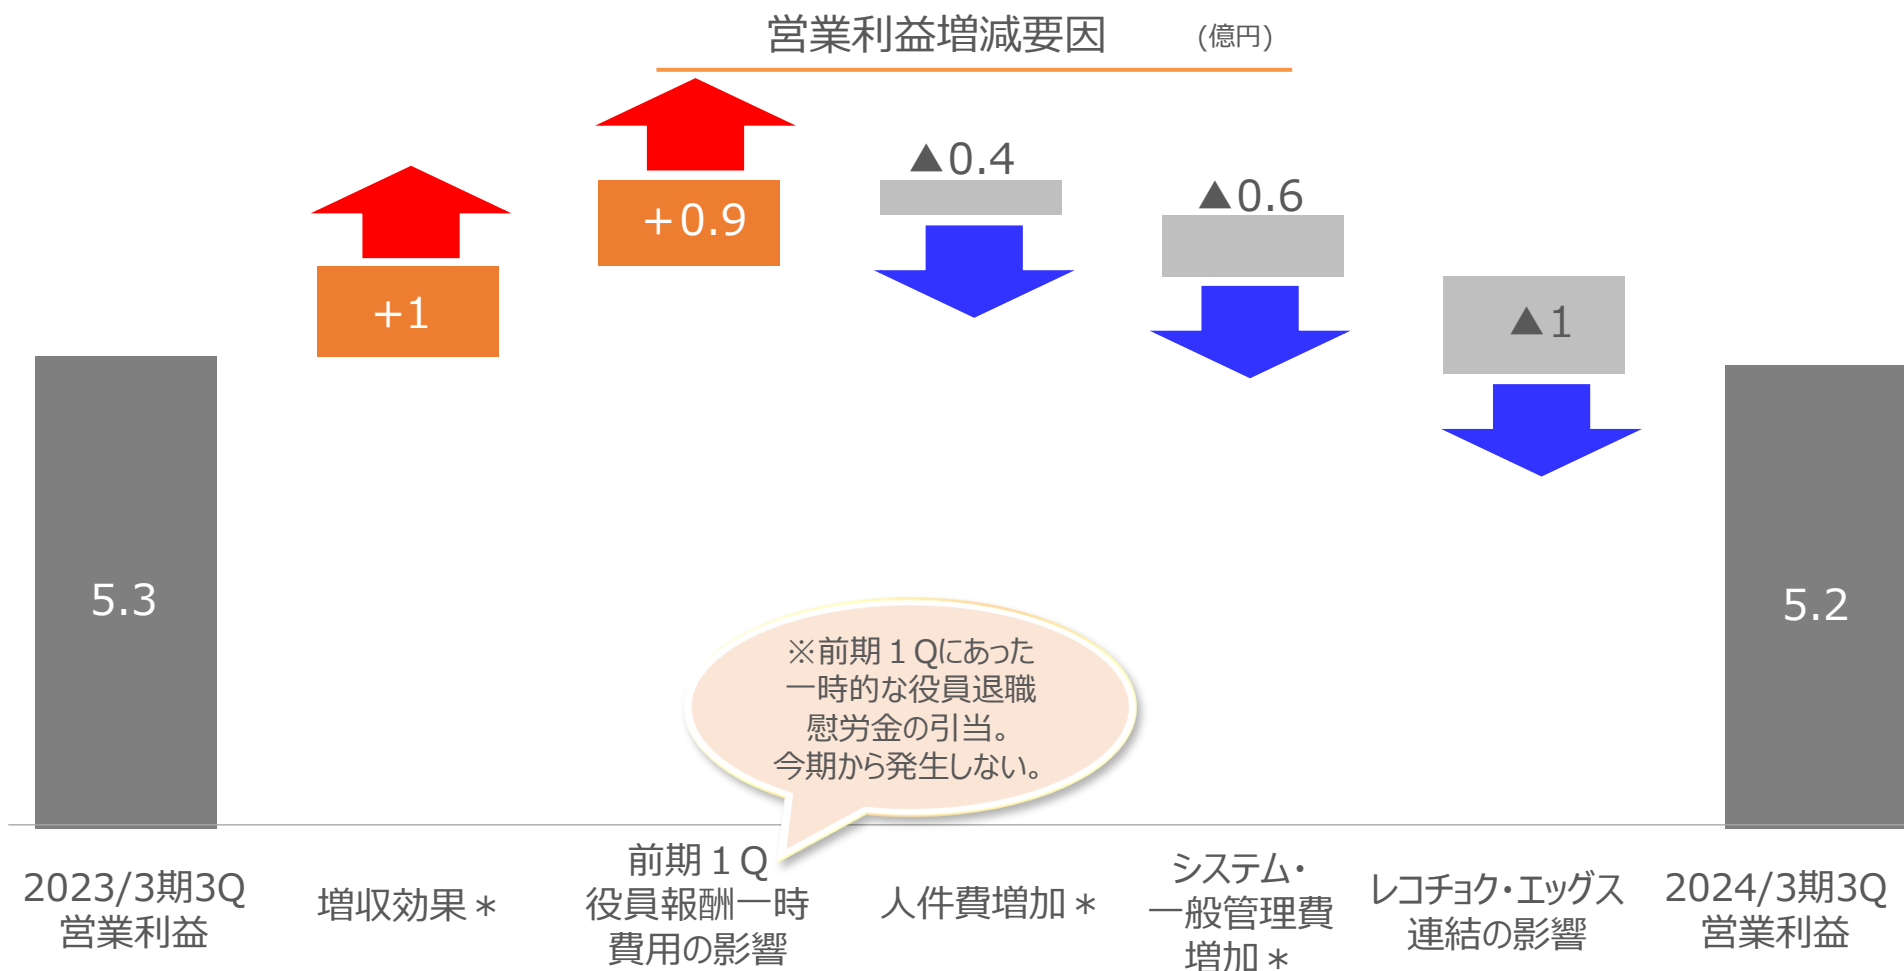 営業利益増減要因 (億円)
+1
+0.9
▲0.4
▲0.6
▲1
5.3
5.2
※前期１Qにあった
一時的な役員退職
慰労金の引当。
今期から発生しない。
2023/3期3Q
営業利益
増収効果＊
前期１Q
役員報酬一時
費用の影響
人件費増加＊
システム・
一般管理費
増加＊
レコチョク・エッグス
連結の影響
2024/3期3Q
営業利益